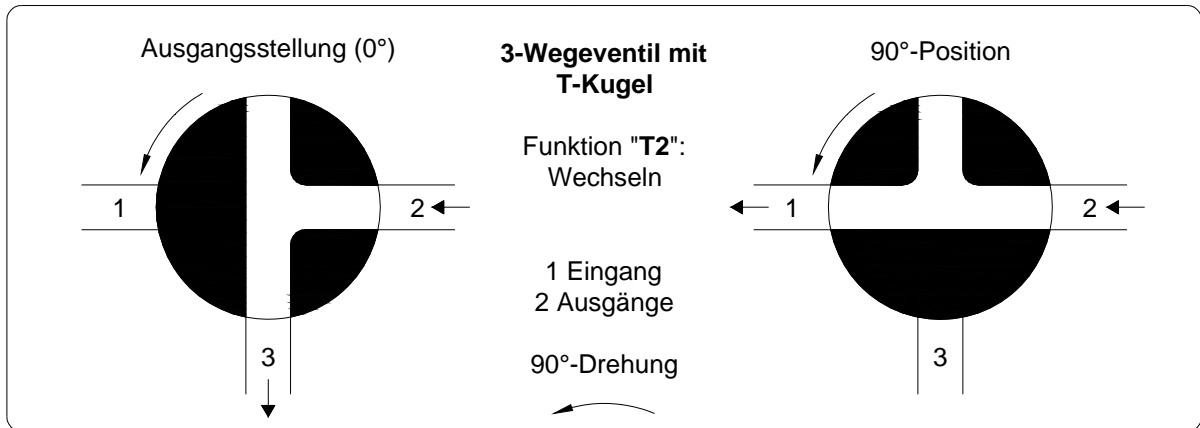 Ausgangsstellung (0°)
1
2
3
3-Wegeventil mit
T-Kugel
Funktion "T2":
Wechseln
1 Eingang
2 Ausgänge
90°-Drehung
90°-Position
1
2
3